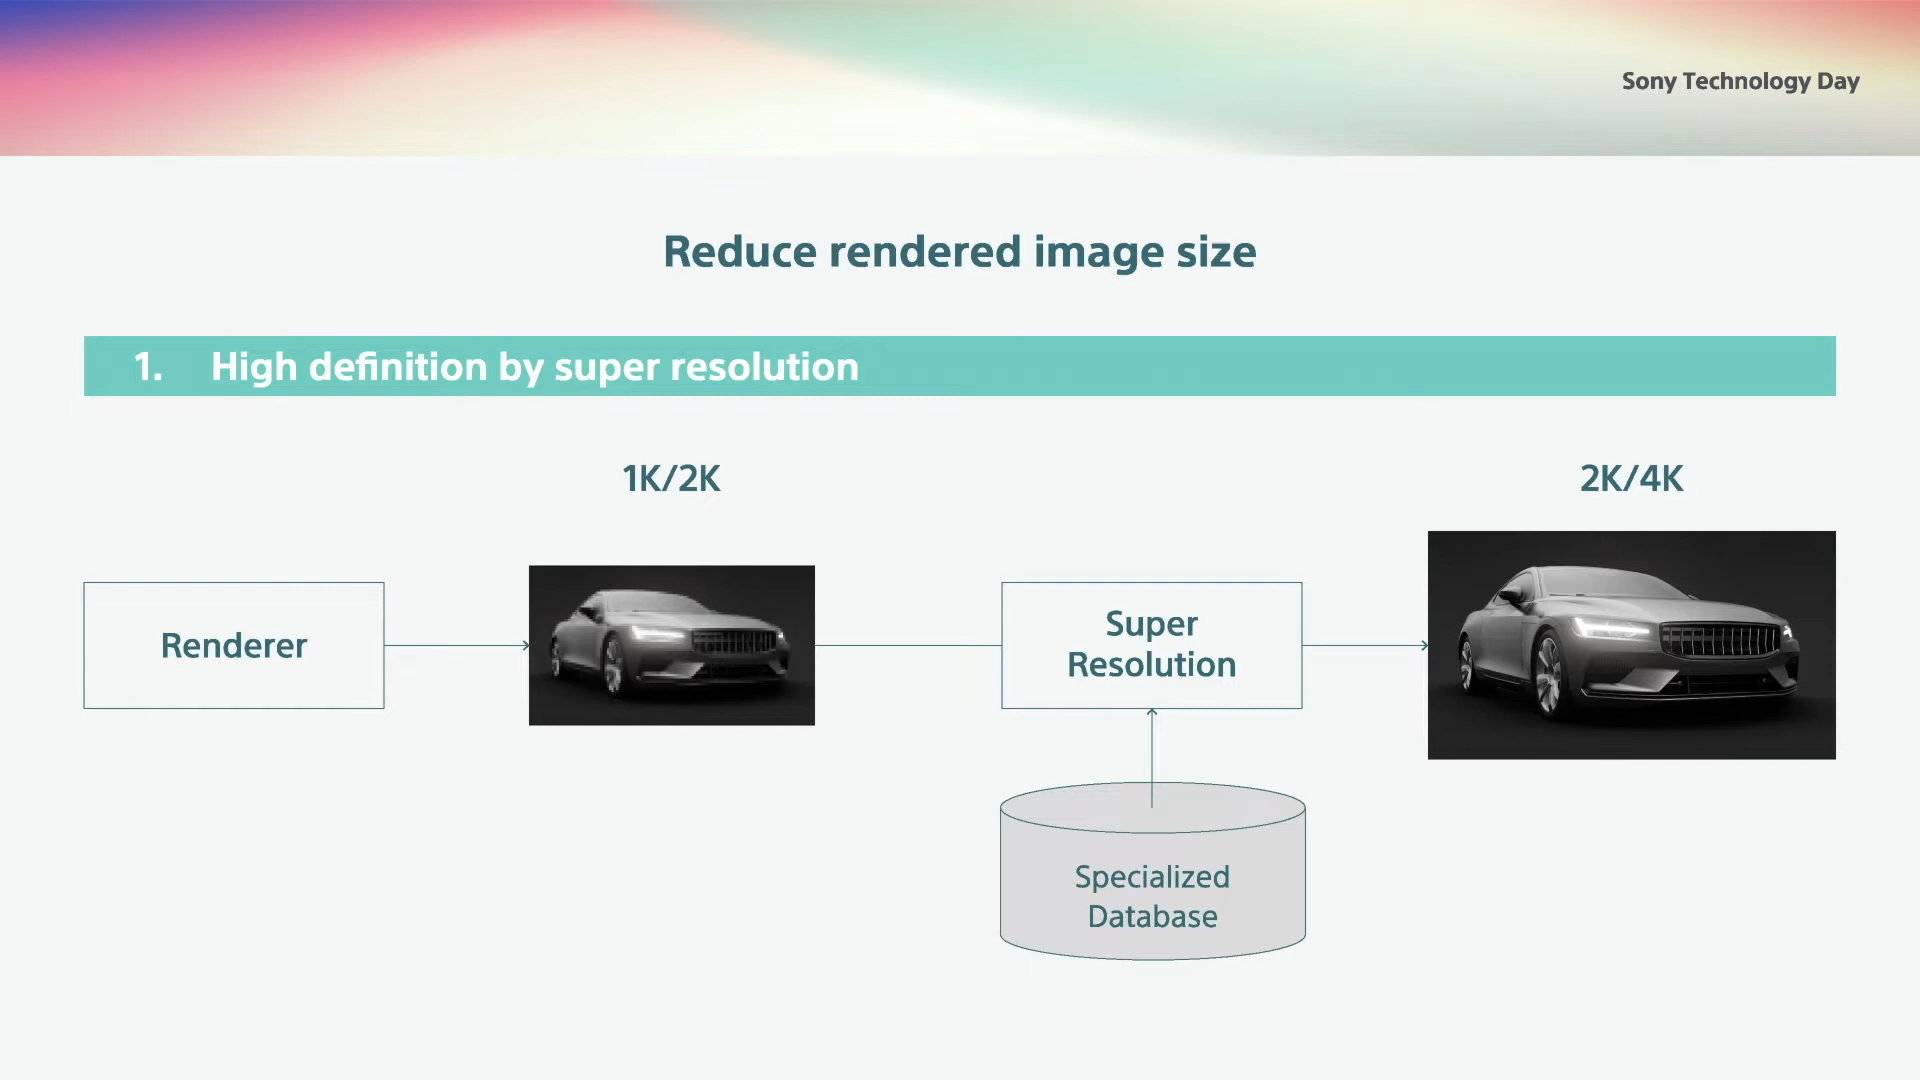 Sony Technology Day
Reduce rendered image size
1. High definition by super resolution
1K/2K
2K/4K
Renderer
Super
Resolution
Specialized
Database